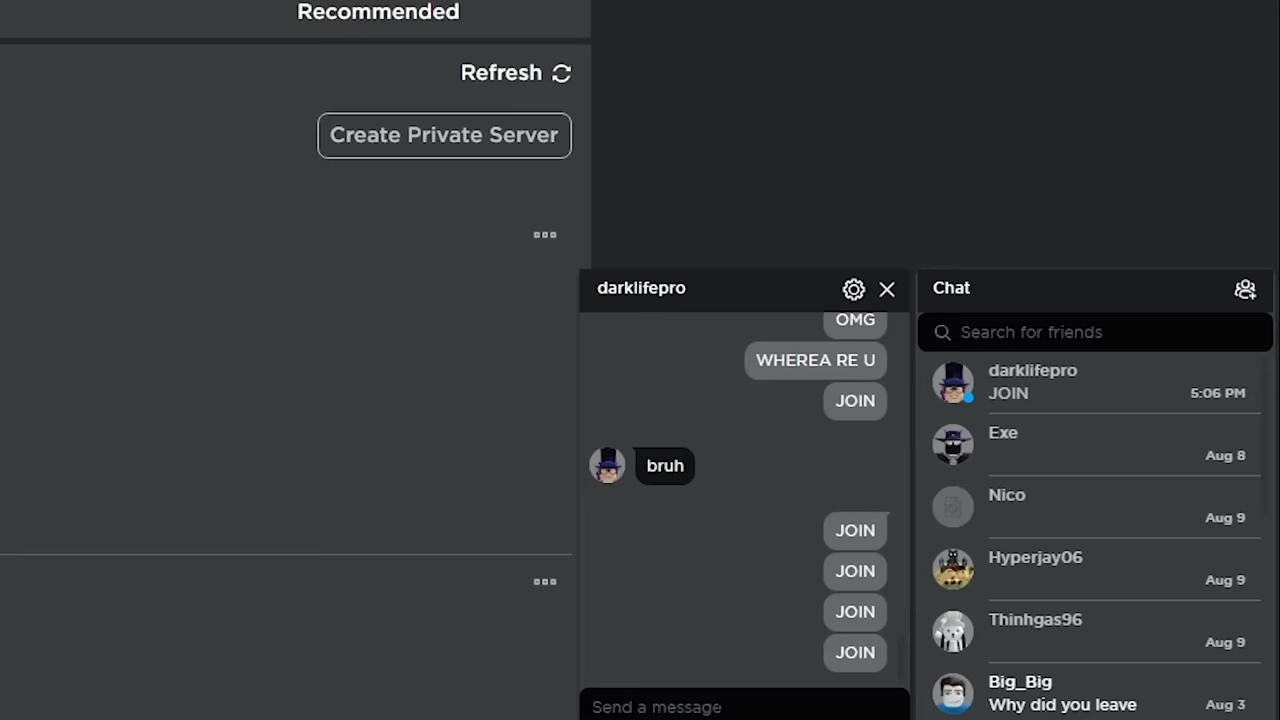 Recommended
Refresh
Create Private Server
darklifepro
OMG
WHEREA RE U
JOIN
bruh
JOIN
JOIN
JOIN
JOIN
Send a message
Chat
Search for friends
darklifepro
JOIN 5:06 PM
Exe
Aug 8
Nico
Aug 9
Hyperjay06
Aug 9
Thinhgas96
Aug 9
Big_Big
Why did you leave Aug 3